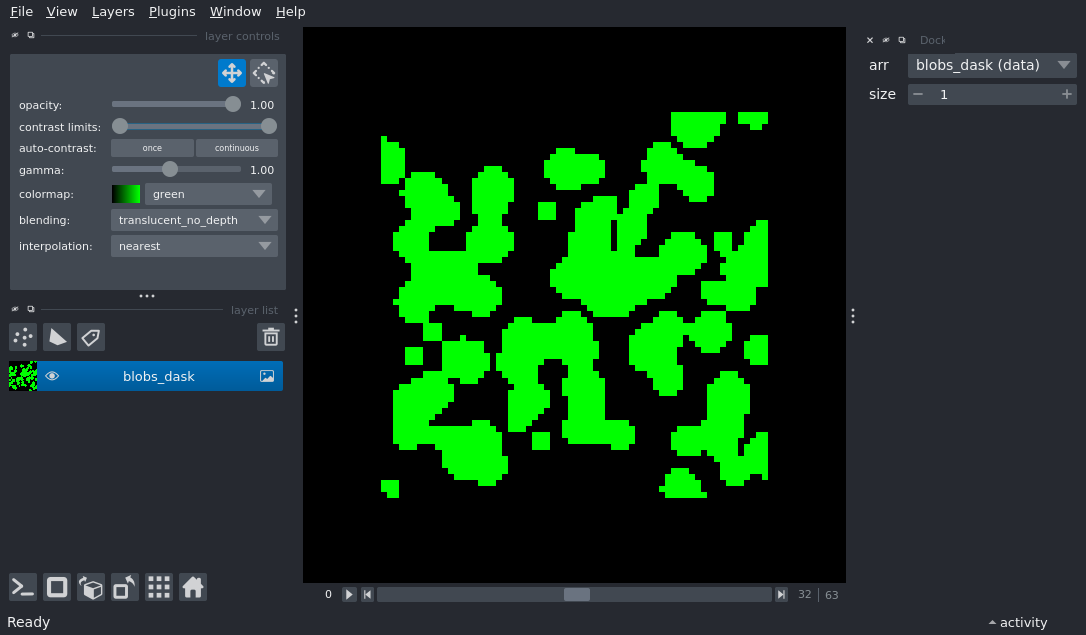 File View Layers Plugins Window Help
layer controls
opacity: 1.00
contrast limits:
auto-contrast: once continuous
gamma: 1.00
colormap: green
blending: translucent_no_depth
interpolation: nearest
layer list
blobs_dask
0 32 63
Ready
Dock
arr blobs_dask (data)
size 1
activity